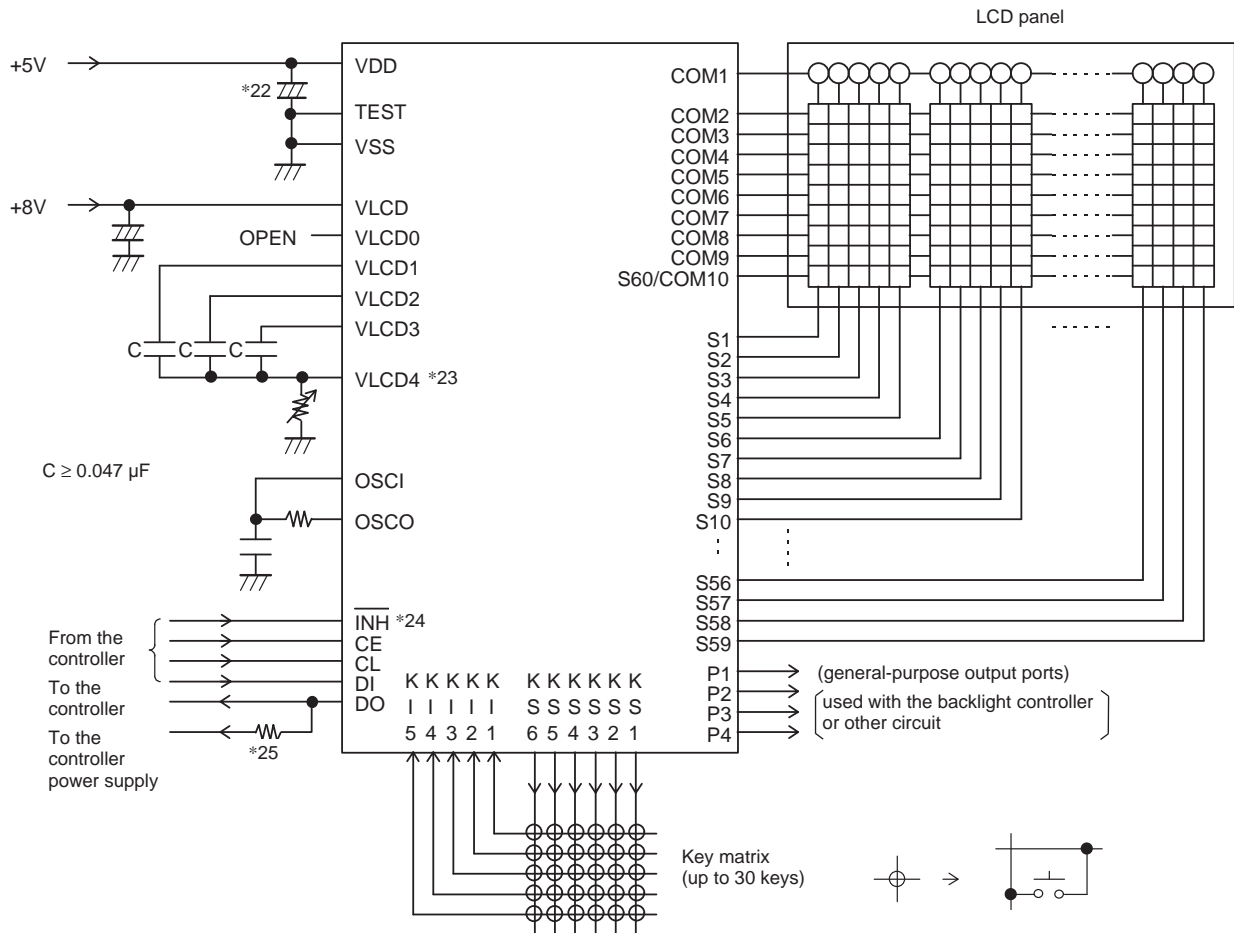 LCD panel
+5V
VDD
*22
TEST
VSS
+8V
VLCD
OPEN
VLCD0
VLCD1
VLCD2
VLCD3
C C C
VLCD4 *23
C ≥ 0.047 µF
OSCI
OSCO
INH *24
CE
CL
DI
DO
From the
controller
To the
controller
To the
controller
power supply
*25
COM1
COM2
COM3
COM4
COM5
COM6
COM7
COM8
COM9
S60/COM10
S1
S2
S3
S4
S5
S6
S7
S8
S9
S10
S56
S57
S58
S59
P1
P2
P3
P4
(general-purpose output ports)
used with the backlight controller
or other circuit
K K K K K K K K K K K
I I I I I S S S S S S
5 4 3 2 1 6 5 4 3 2 1
Key matrix
(up to 30 keys)